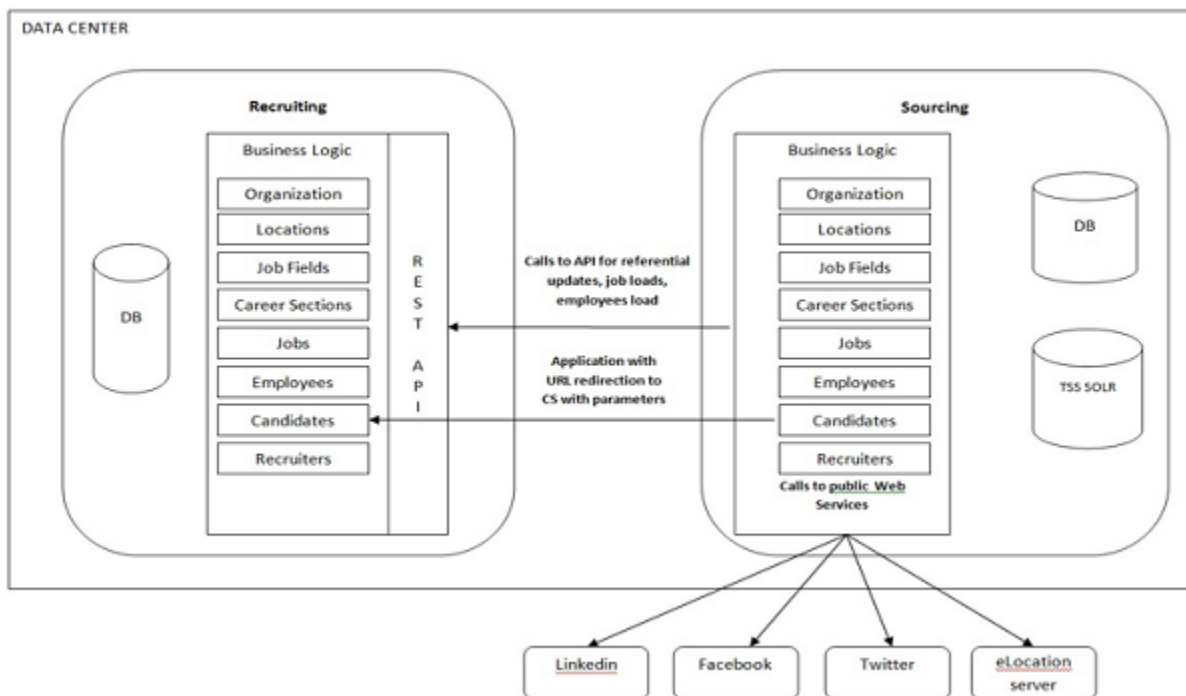 DATA CENTER
Recruiting
Business Logic
Organization
Locations
Job Fields
Career Sections
Jobs
Employees
Candidates
Recruiters
REST API
DB
Calls to API for referential
updates, job loads,
employees load
Application with
URL redirection to
CS with parameters
Sourcing
Business Logic
Organization
Locations
Job Fields
Career Sections
Jobs
Employees
Candidates
Recruiters
Calls to public Web
Services
DB
TSS SOLR
Linkedin
Facebook
Twitter
eLocation
server